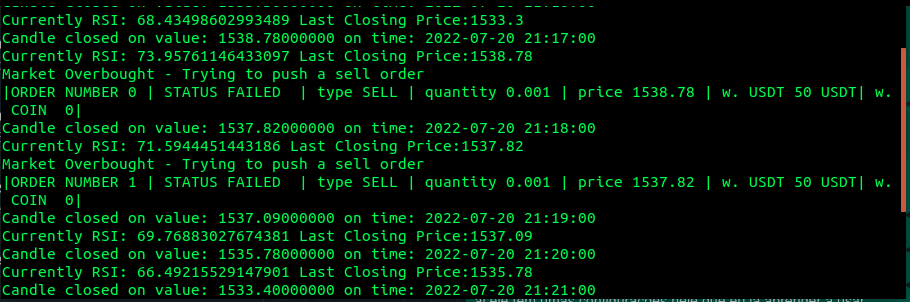 Currently RSI: 68.43498602993489 Last Closing Price:1533.3
Candle closed on value: 1538.78000000 on time: 2022-07-20 21:17:00
Currently RSI: 73.95761146433097 Last Closing Price:1538.78
Market Overbought - Trying to push a sell order
|ORDER NUMBER 0 | STATUS FAILED  | type SELL | quantity 0.001 | price 1538.78 | w. USDT 50 USDT| w.
 COIN  0|
Candle closed on value: 1537.82000000 on time: 2022-07-20 21:18:00
Currently RSI: 71.5944451443186 Last Closing Price:1537.82
Market Overbought - Trying to push a sell order
|ORDER NUMBER 1 | STATUS FAILED  | type SELL | quantity 0.001 | price 1537.82 | w. USDT 50 USDT| w.
 COIN  0|
Candle closed on value: 1537.09000000 on time: 2022-07-20 21:19:00
Currently RSI: 69.76883027674381 Last Closing Price:1537.09
Candle closed on value: 1535.78000000 on time: 2022-07-20 21:20:00
Currently RSI: 66.49215529147901 Last Closing Price:1535.78
Candle closed on value: 1533.40000000 on time: 2022-07-20 21:21:00